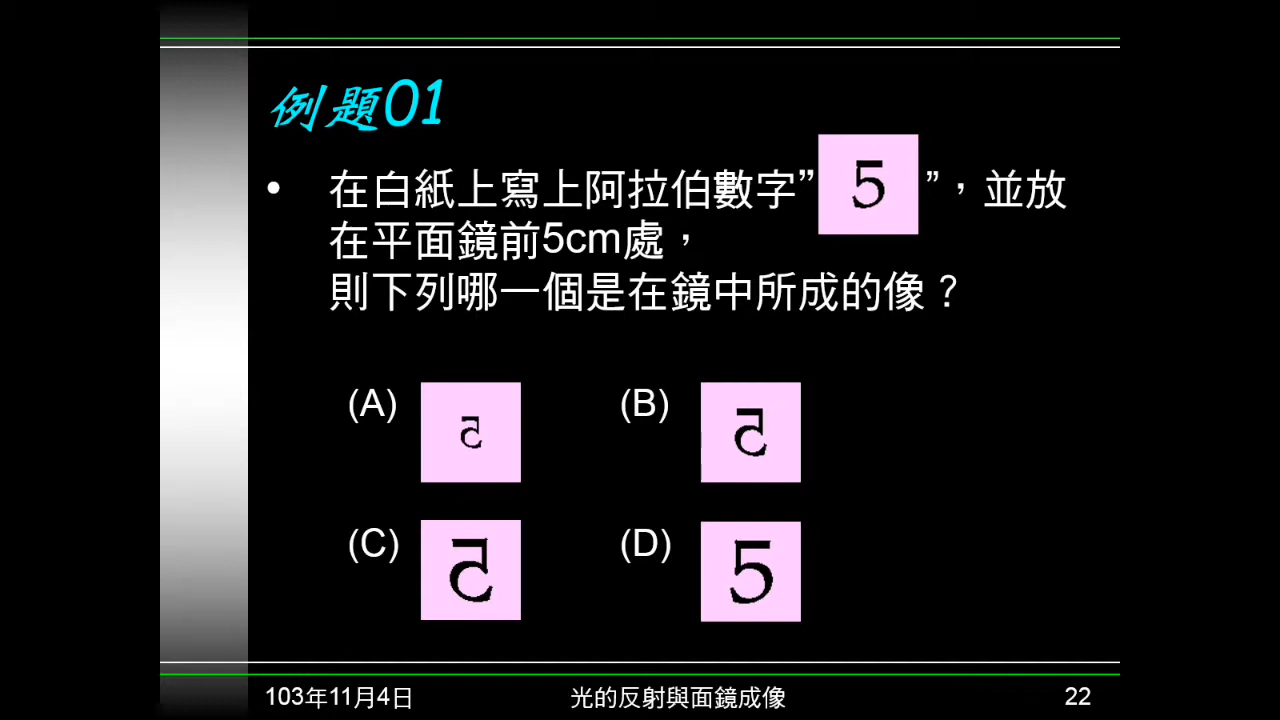 例題01
• 在白紙上寫上阿拉伯數字” 5 ”，並放
在平面鏡前5cm處，
則下列哪一個是在鏡中所成的像？
(A) (B)
(C) (D) 5
103年11月4日 光的反射與面鏡成像 22